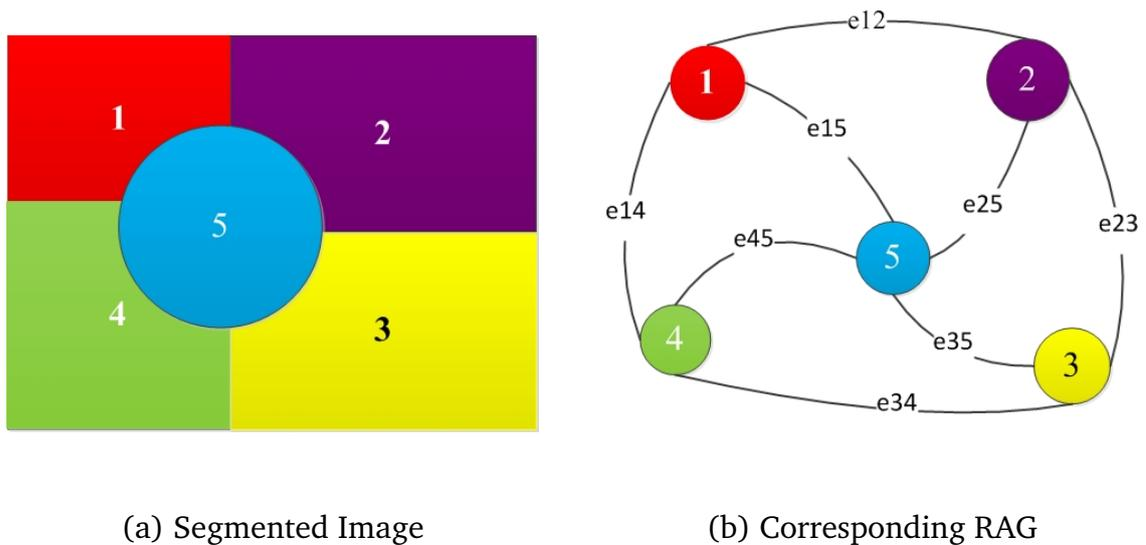 1
2
5
4
3
(a) Segmented Image
e12
1
2
e15
e14
e25
e23
e45
5
4
e35
3
e34
(b) Corresponding RAG